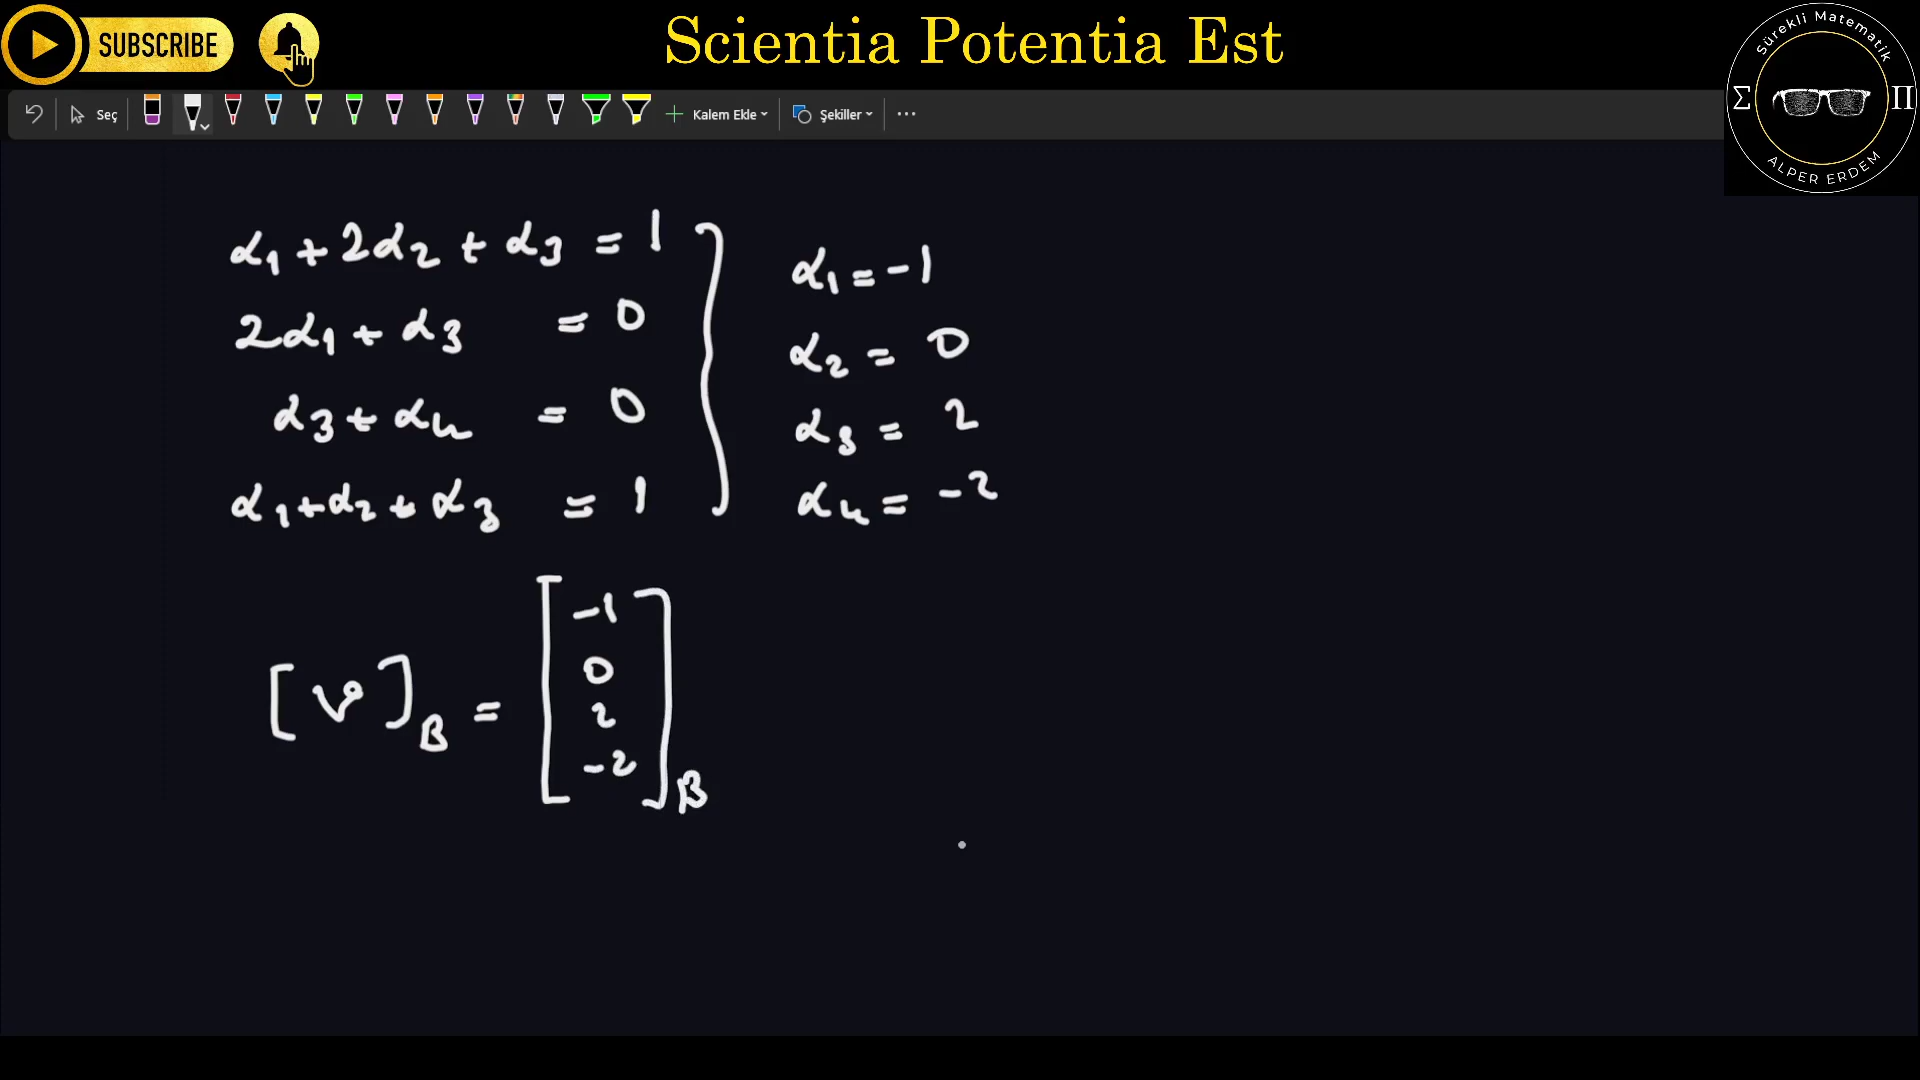 SUBSCRIBE
Scientia Potentia Est
Sürekli Matematik
Σ Π
ALPER ERDEM
Seç
Kalem Ekle
Şekiller
α₁ + 2α₂ + α₃ = 1
2α₁ + α₃ = 0
α₃ + α₄ = 0
α₁ + α₂ + α₃ = 1
α₁ = -1
α₂ = 0
α₃ = 2
α₄ = -2
[v]B =
-1
0
2
-2
B